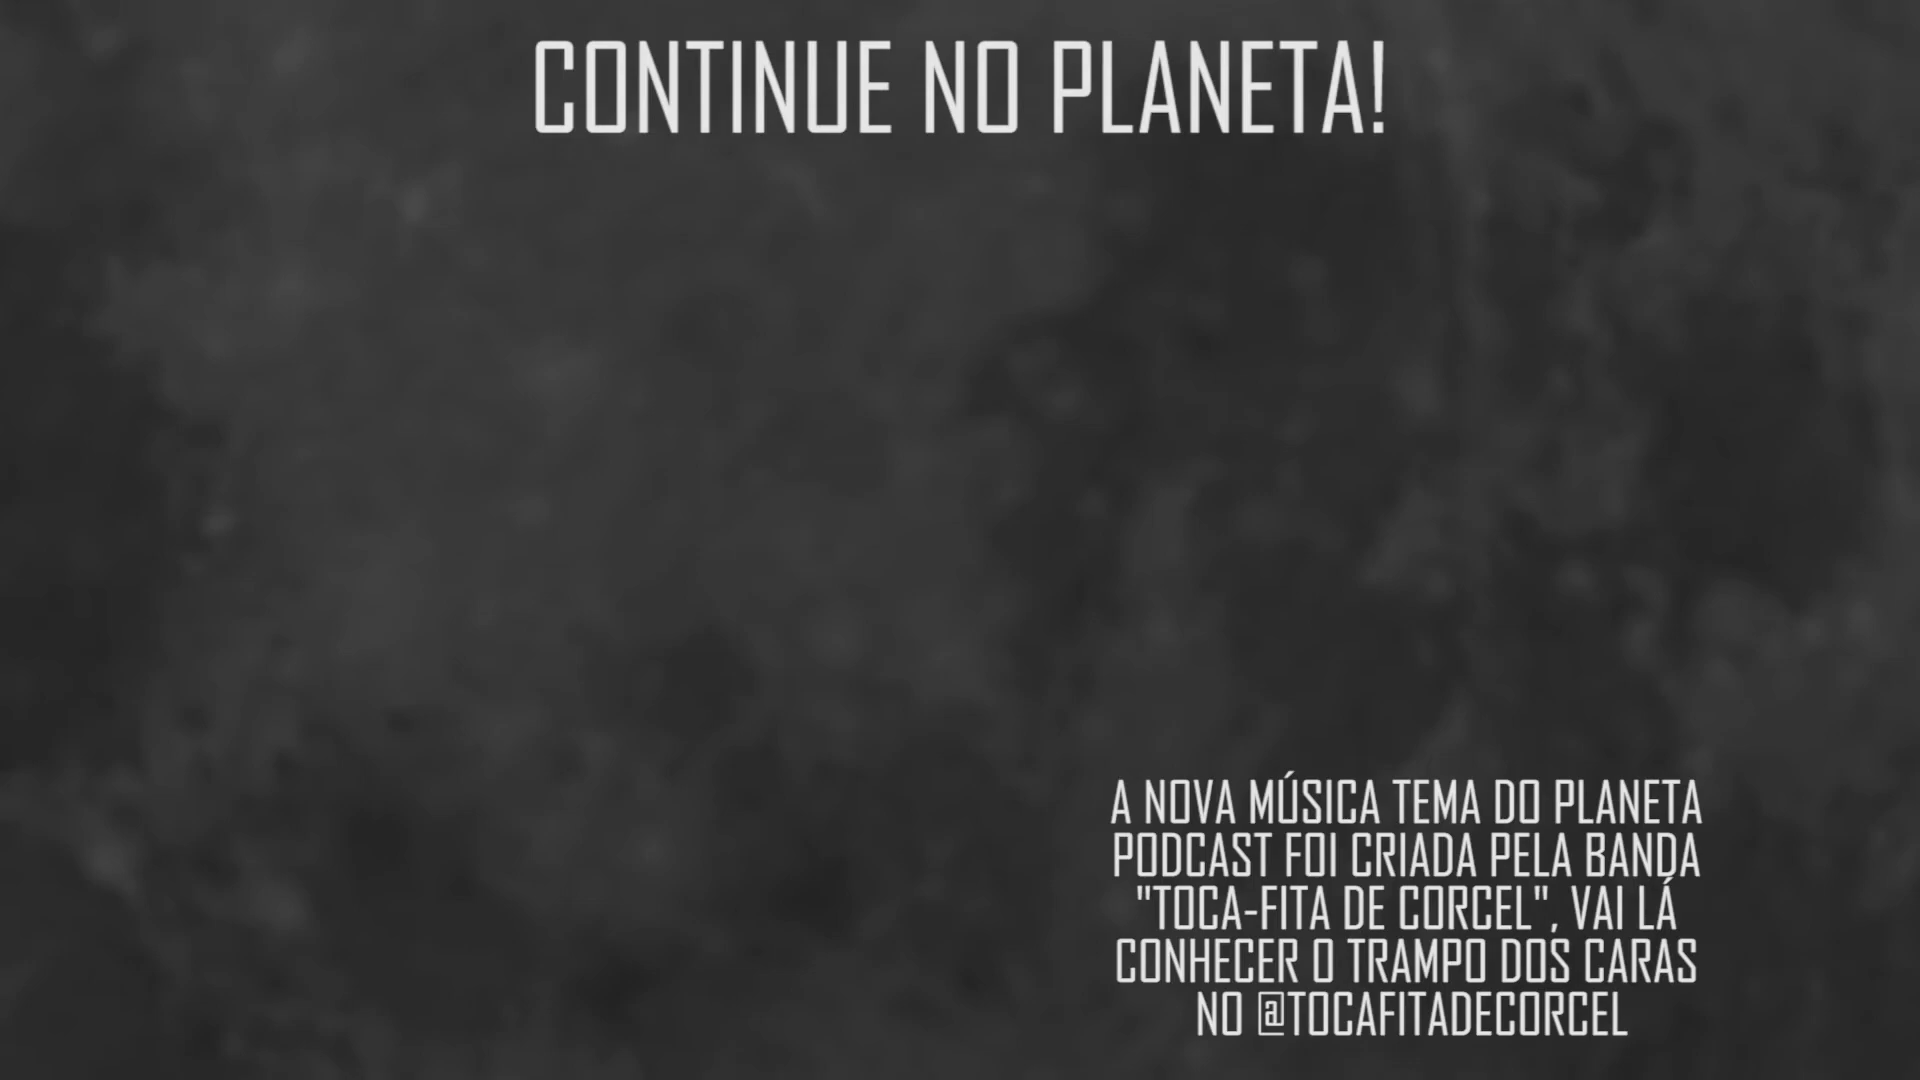 CONTINUE NO PLANETA!
A NOVA MÚSICA TEMA DO PLANETA
PODCAST FOI CRIADA PELA BANDA
"TOCA-FITA DE CORCEL", VAI LÁ
CONHECER O TRAMPO DOS CARAS
NO @TOCAFITADECORCEL